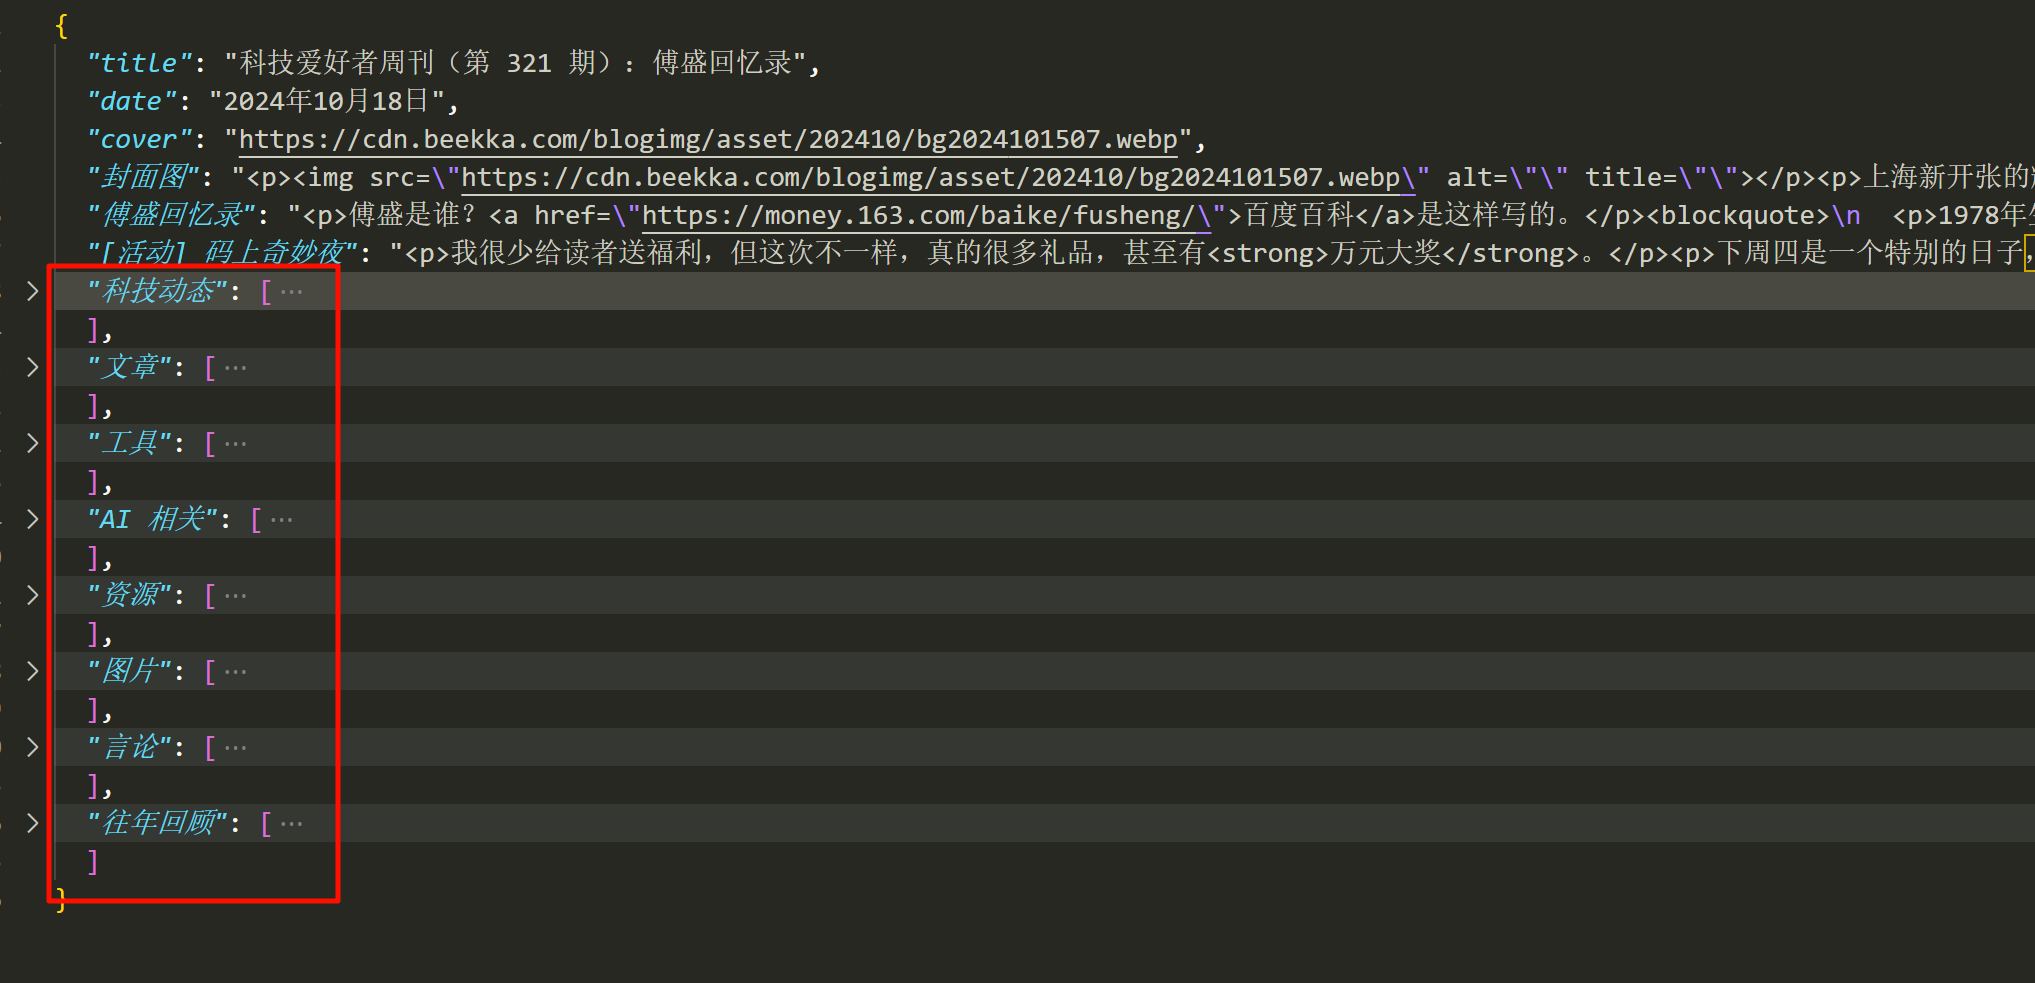 {
"title": "科技爱好者周刊（第 321 期）：傅盛回忆录",
"date": "2024年10月18日",
"cover": "https://cdn.beekka.com/blogimg/asset/202410/bg2024101507.webp",
"封面图": "<p><img src=\"https://cdn.beekka.com/blogimg/asset/202410/bg2024101507.webp\" alt=\"\" title=\"\"></p><p>上海新开张的
"傅盛回忆录": "<p>傅盛是谁？<a href=\"https://money.163.com/baike/fusheng/\">百度百科</a>是这样写的。</p><blockquote>\n  <p>1978年
"[活动] 码上奇妙夜": "<p>我很少给读者送福利，但这次不一样，真的很多礼品，甚至有<strong>万元大奖</strong>。</p><p>下周四是一个特别的日子，
"科技动态": [ ···
],
"文章": [ ···
],
"工具": [ ···
],
"AI 相关": [ ···
],
"资源": [ ···
],
"图片": [ ···
],
"言论": [ ···
],
"往年回顾": [ ···
]
}